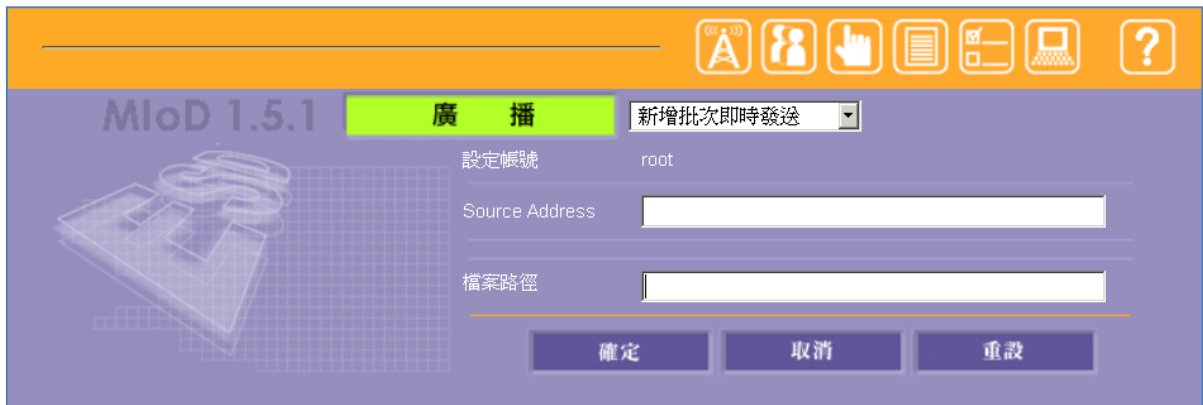 MIoD 1.5.1
廣 播
新增批次即時發送
設定帳號 root
Source Address
檔案路徑
確定 取消 重設